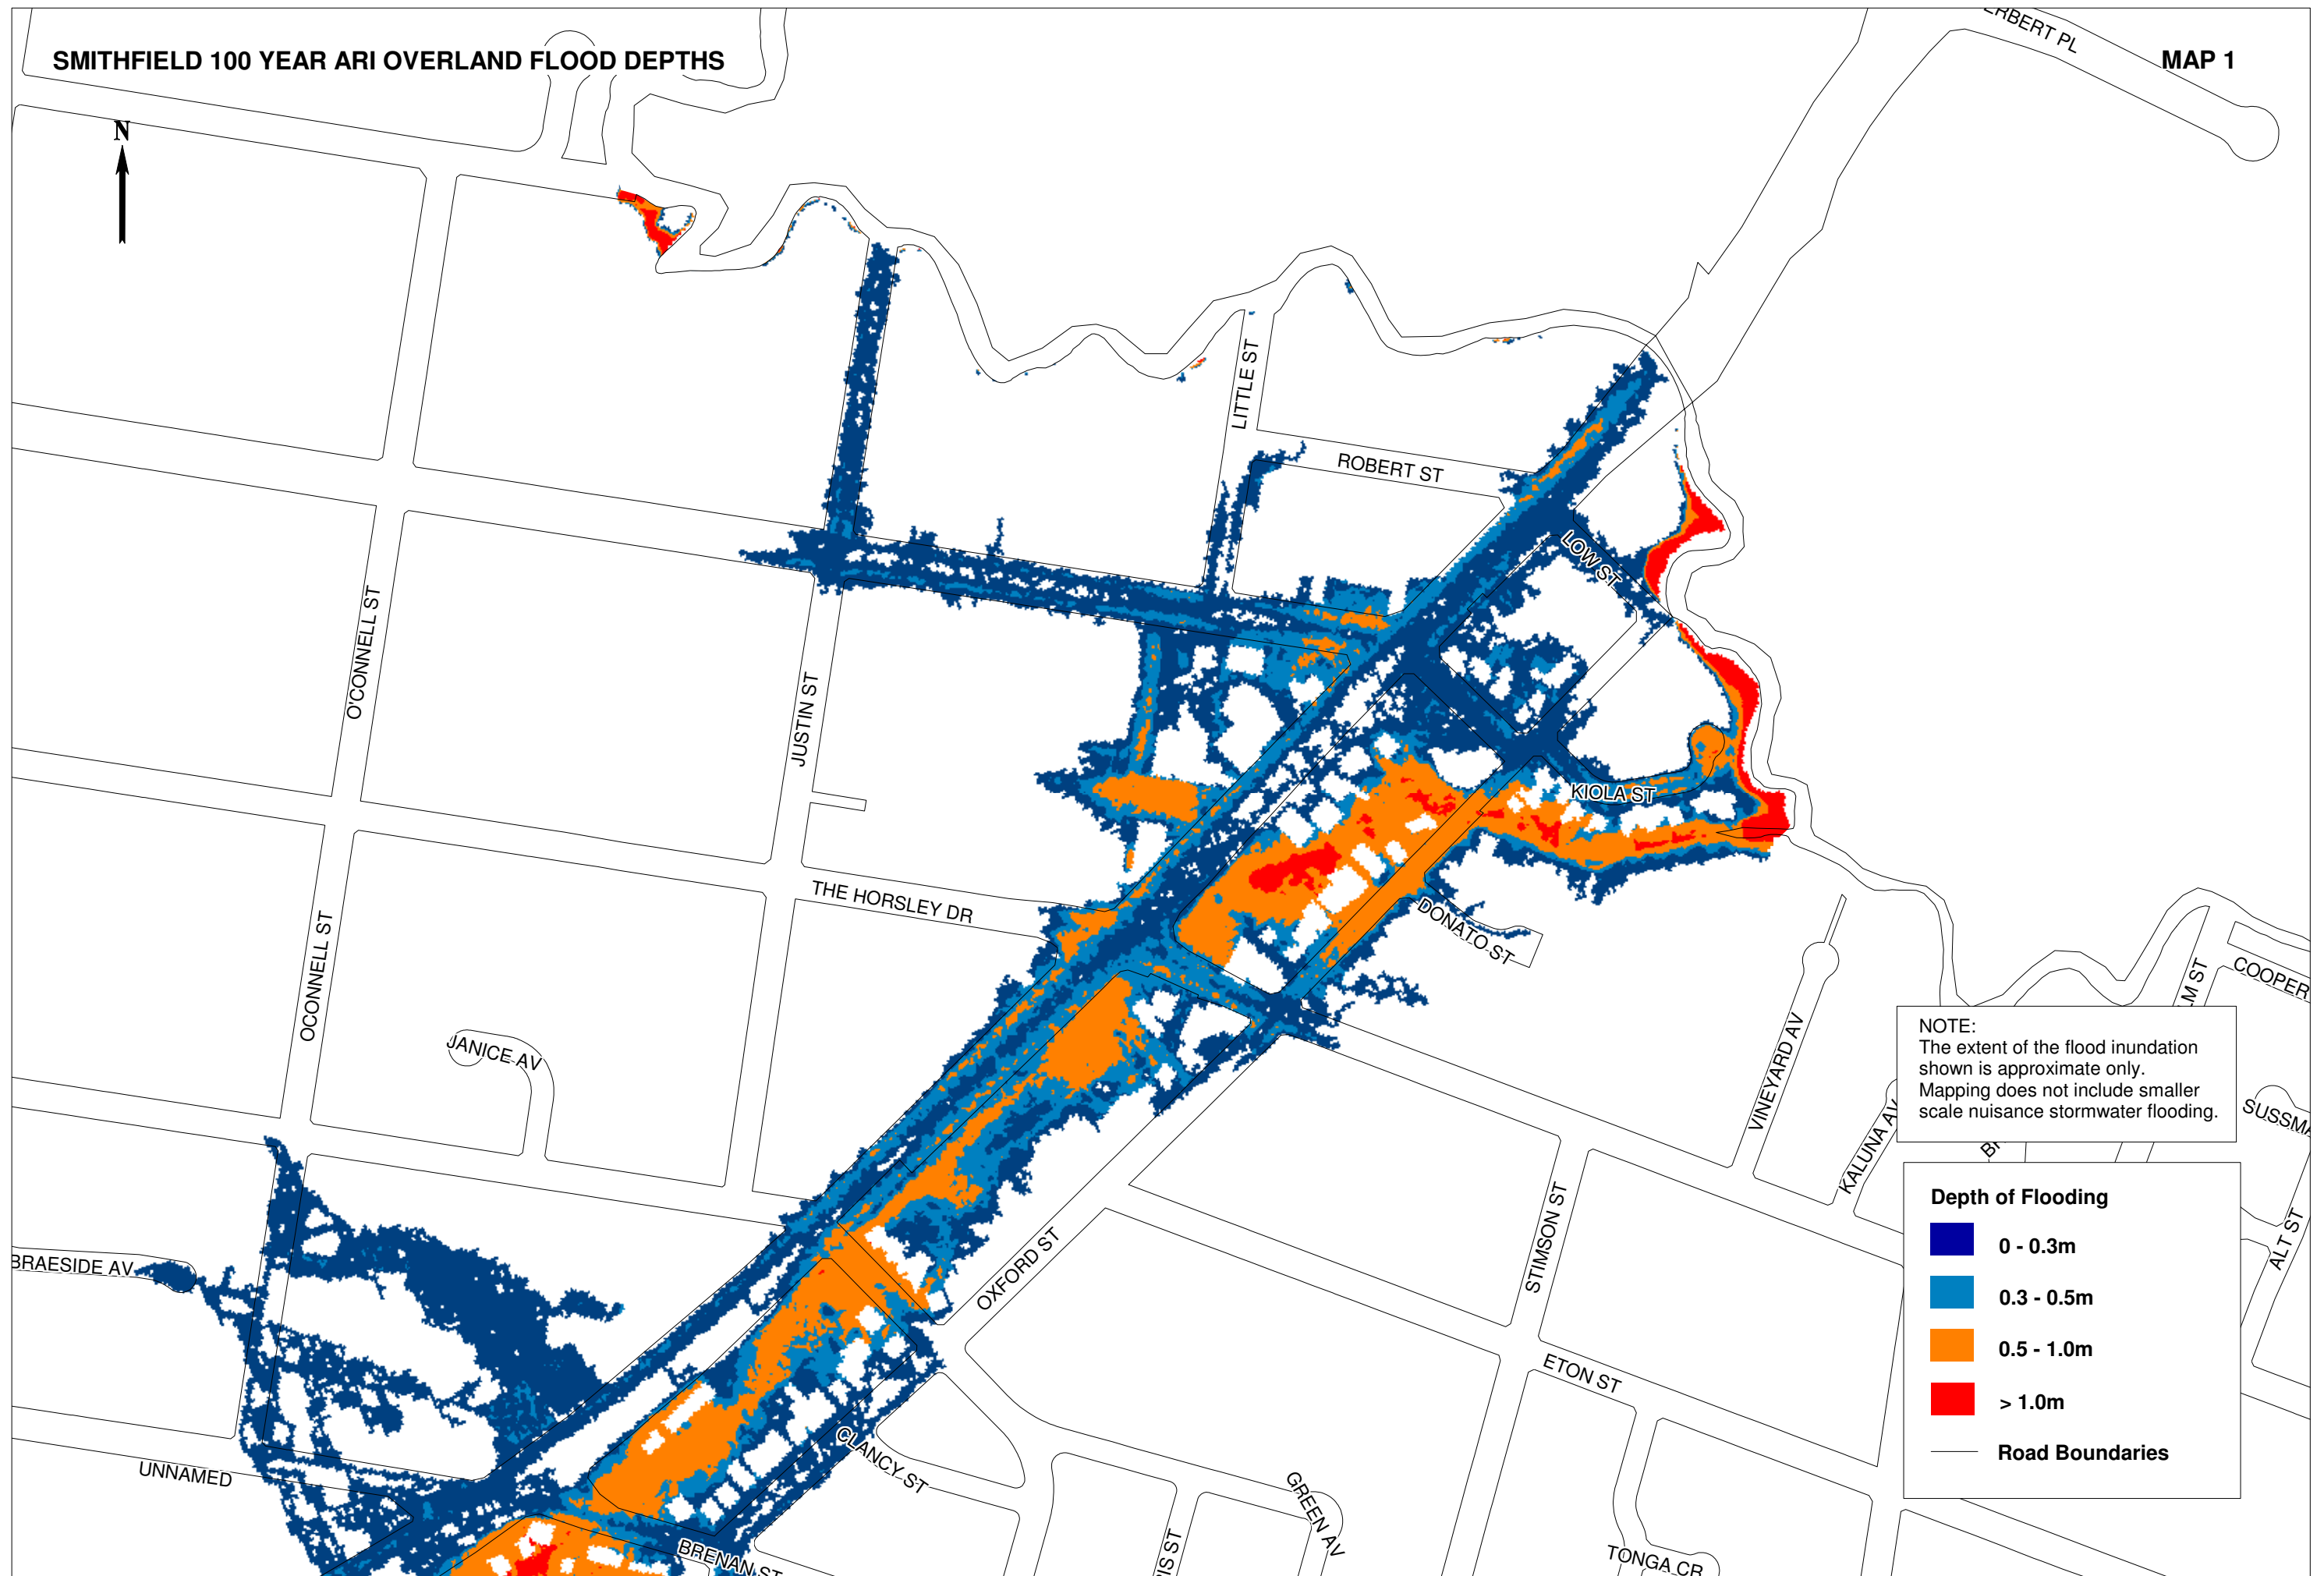 ERBERT PL
SMITHFIELD 100 YEAR ARI OVERLAND FLOOD DEPTHS
MAP 1
N
LITTLE ST
ROBERT ST
LOW ST
O'CONNELL ST
JUSTIN ST
KIOLA ST
THE HORSLEY DR
DONATO ST
OCONNELL ST
COOPER
JANICE AV
VINEYARD AV
KALUNA AV
SUSSMA
NOTE:
The extent of the flood inundation
shown is approximate only.
Mapping does not include smaller
scale nuisance stormwater flooding.
BRAESIDE AV
OXFORD ST
STIMSON ST
ALT ST
Depth of Flooding
0 - 0.3m
0.3 - 0.5m
0.5 - 1.0m
> 1.0m
Road Boundaries
ETON ST
UNNAMED
CLANCY ST
GREEN AV
BRENAN ST
IS ST
TONGA CR